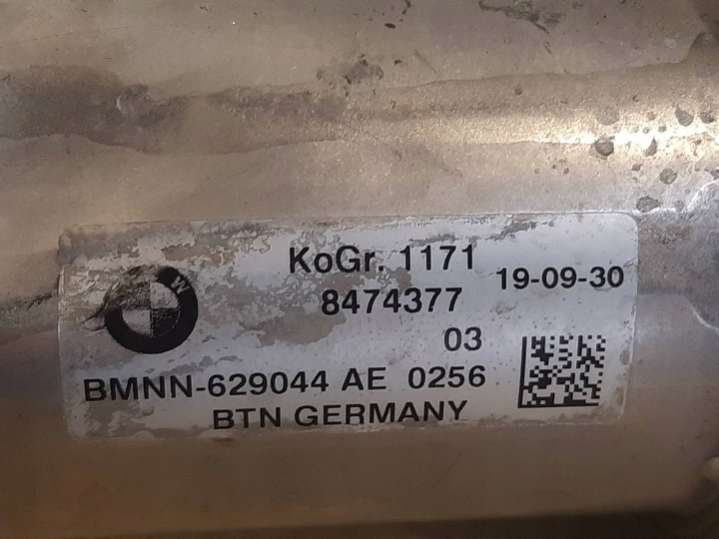 KoGr. 1171
19-09-30
8474377
03
BMNN-629044 AE 0256
BTN GERMANY